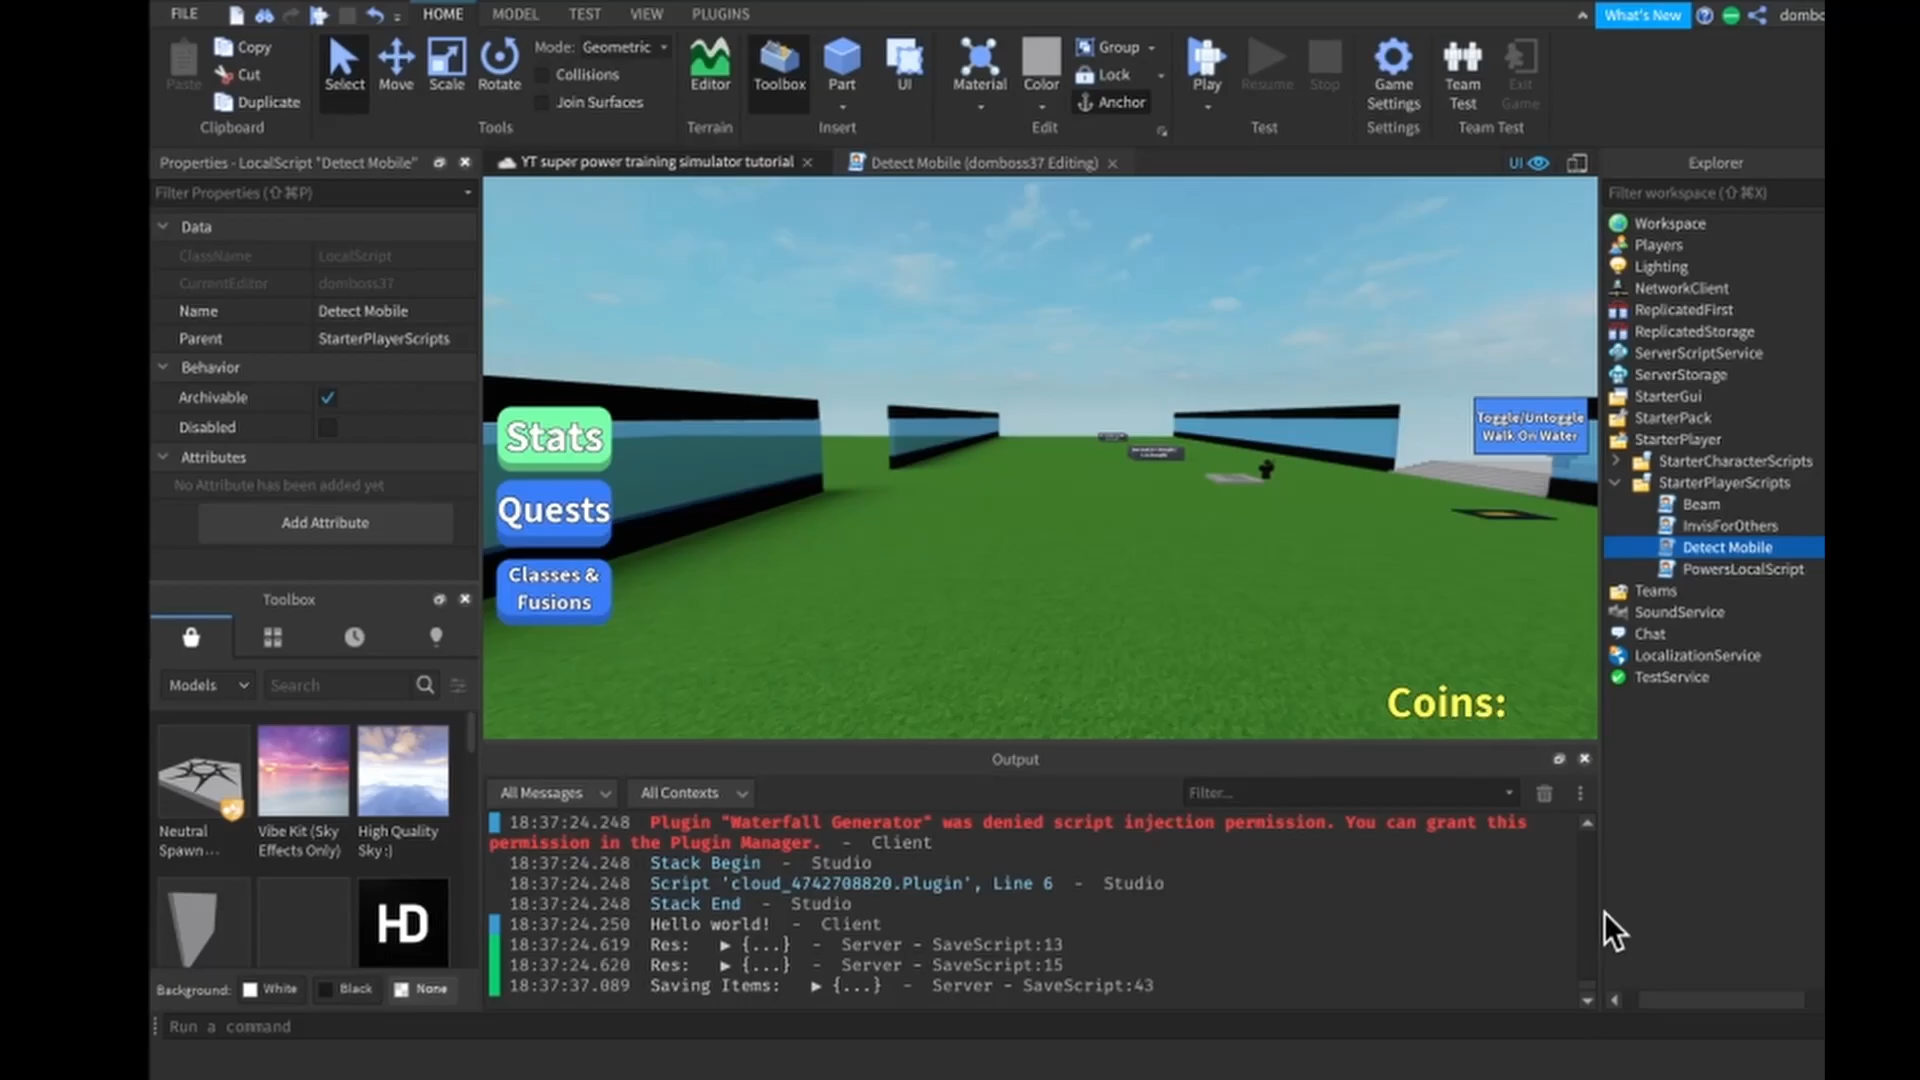 FILE
HOME
MODEL
TEST
VIEW
PLUGINS
What's New
dombo
Paste
Copy
Cut
Duplicate
Clipboard
Select
Move
Scale
Rotate
Mode: Geometric
Collisions
Join Surfaces
Tools
Editor
Terrain
Toolbox
Part
UI
Insert
Material
Color
Group
Lock
Anchor
Edit
Play
Resume
Stop
Test
Game Settings
Settings
Team Test
Exit Game
Team Test
Properties - LocalScript "Detect Mobile"
Filter Properties (⇧⌘P)
Data
ClassName LocalScript
CurrentEditor domboss37
Name Detect Mobile
Parent StarterPlayerScripts
Behavior
Archivable
Disabled
Attributes
No Attribute has been added yet
Add Attribute
Toolbox
Models
Search
Neutral Spawn...
Vibe Kit (Sky Effects Only)
High Quality Sky :)
HD
Background: White Black None
Run a command
YT super power training simulator tutorial
Detect Mobile (domboss37 Editing)
UI
Stats
Quests
Classes &
Fusions
Toggle/Untoggle
Walk On Water
Coins:
Output
All Messages
All Contexts
Filter...
18:37:24.248 Plugin "Waterfall Generator" was denied script injection permission. You can grant this
permission in the Plugin Manager. - Client
18:37:24.248 Stack Begin - Studio
18:37:24.248 Script 'cloud_4742708820.Plugin', Line 6 - Studio
18:37:24.248 Stack End - Studio
18:37:24.250 Hello world! - Client
18:37:24.619 Res: ▶ {...} - Server - SaveScript:13
18:37:24.620 Res: ▶ {...} - Server - SaveScript:15
18:37:37.089 Saving Items: ▶ {...} - Server - SaveScript:43
Explorer
Filter workspace (⇧⌘X)
Workspace
Players
Lighting
NetworkClient
ReplicatedFirst
ReplicatedStorage
ServerScriptService
ServerStorage
StarterGui
StarterPack
StarterPlayer
StarterCharacterScripts
StarterPlayerScripts
Beam
InvisForOthers
Detect Mobile
PowersLocalScript
Teams
SoundService
Chat
LocalizationService
TestService